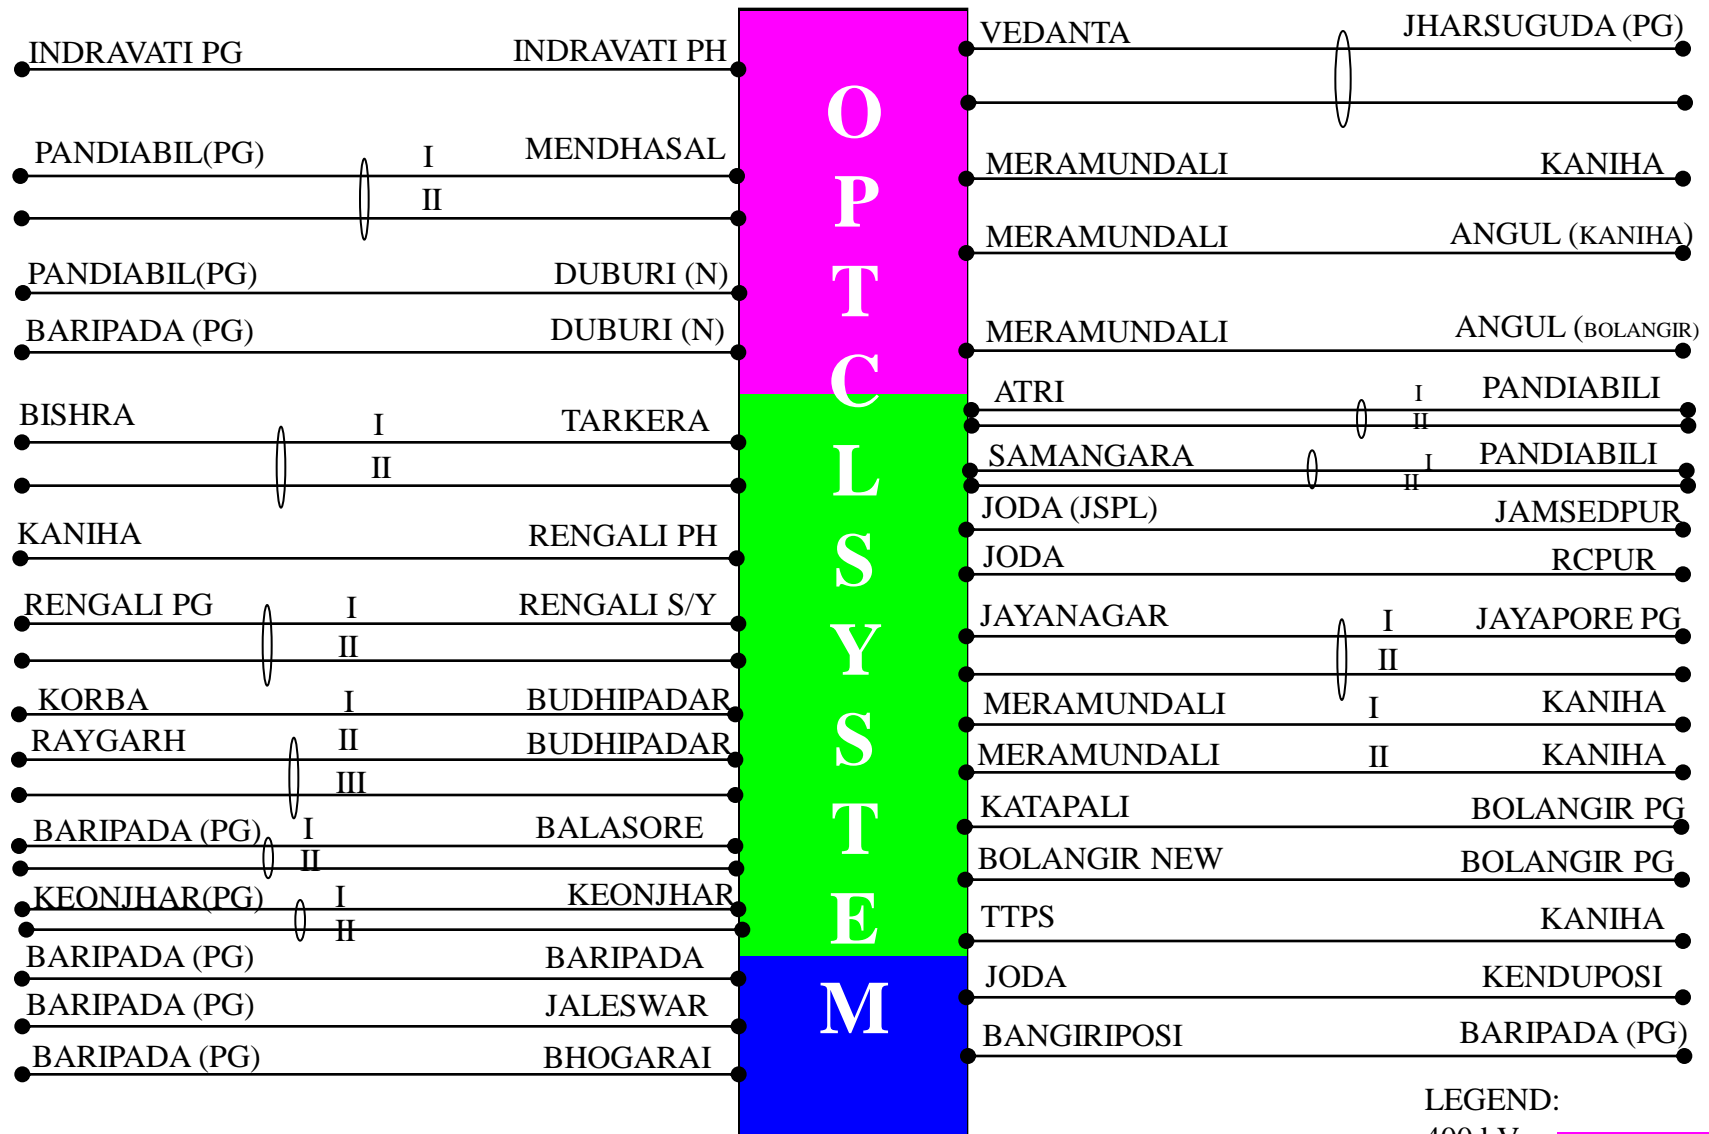 INDRAVATI PG INDRAVATI PH
PANDIABIL(PG) I MENDHASAL
II
PANDIABIL(PG) DUBURI (N)
BARIPADA (PG) DUBURI (N)
BISHRA I TARKERA
II
KANIHA RENGALI PH
RENGALI PG I RENGALI S/Y
II
KORBA I BUDHIPADAR
RAYGARH II BUDHIPADAR
III
BARIPADA (PG) I BALASORE
II
KEONJHAR(PG) I KEONJHAR
II
BARIPADA (PG) BARIPADA
BARIPADA (PG) JALESWAR
BARIPADA (PG) BHOGARAI
O
P
T
C
L
S
Y
S
T
E
M
VEDANTA JHARSUGUDA (PG)
MERAMUNDALI KANIHA
MERAMUNDALI ANGUL (KANIHA)
MERAMUNDALI ANGUL (BOLANGIR)
ATRI I PANDIABILI
II
SAMANGARA I PANDIABILI
II
JODA (JSPL) JAMSEDPUR
JODA RCPUR
JAYANAGAR I JAYAPORE PG
II
MERAMUNDALI I KANIHA
MERAMUNDALI II KANIHA
KATAPALI BOLANGIR PG
BOLANGIR NEW BOLANGIR PG
TTPS KANIHA
JODA KENDUPOSI
BANGIRIPOSI BARIPADA (PG)
LEGEND:
400 kV